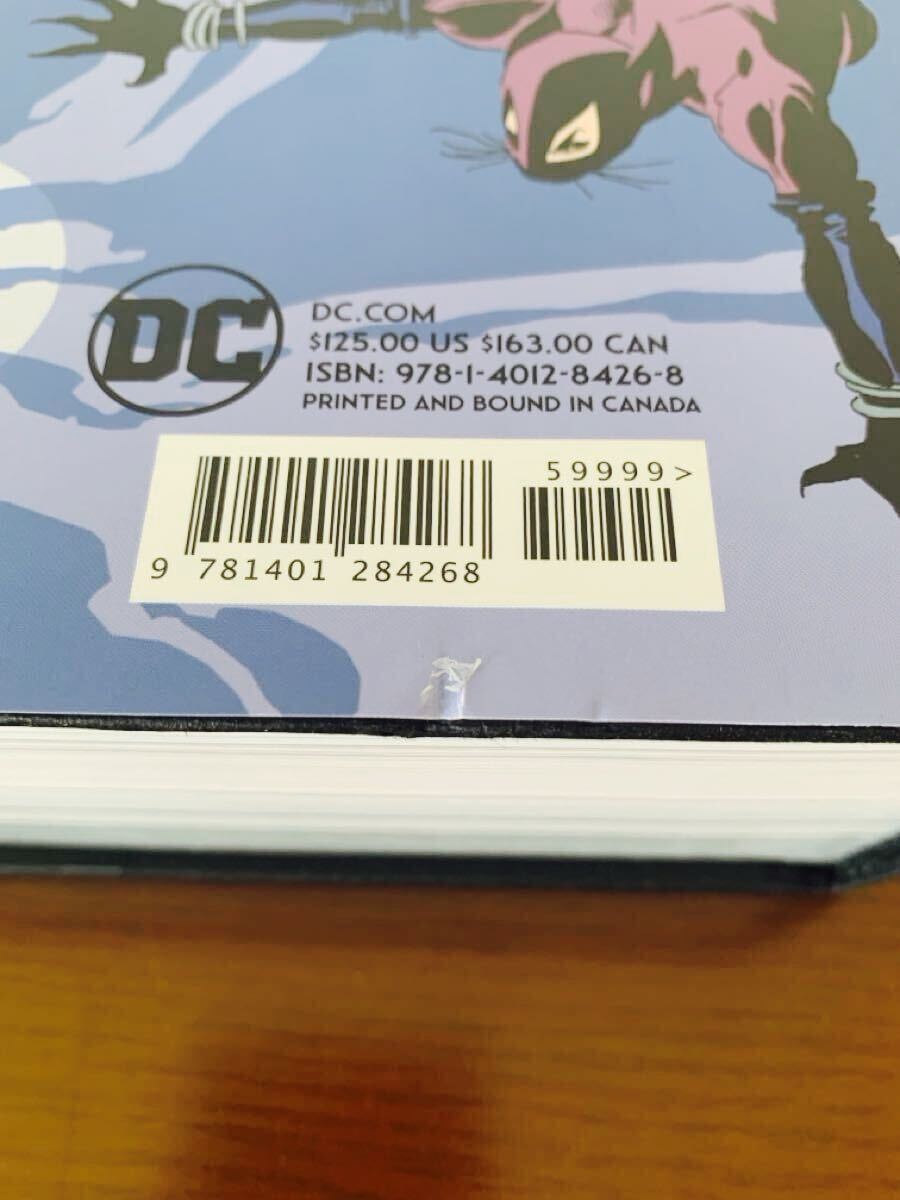 DC
DC.COM
$125.00 US $163.00 CAN
ISBN: 978-1-4012-8426-8
PRINTED AND BOUND IN CANADA
59999>
9 781401 284268